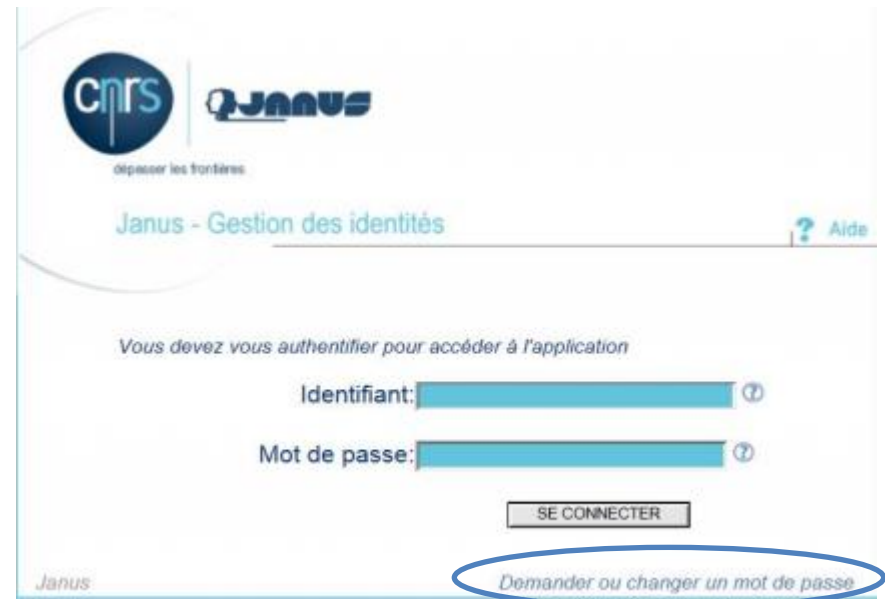 cnrs
JANUS
dépasser les frontières
Janus - Gestion des identités
? Aide
Vous devez vous authentifier pour accéder à l'application
Identifiant: ?
Mot de passe: ?
SE CONNECTER
Janus
Demander ou changer un mot de passe